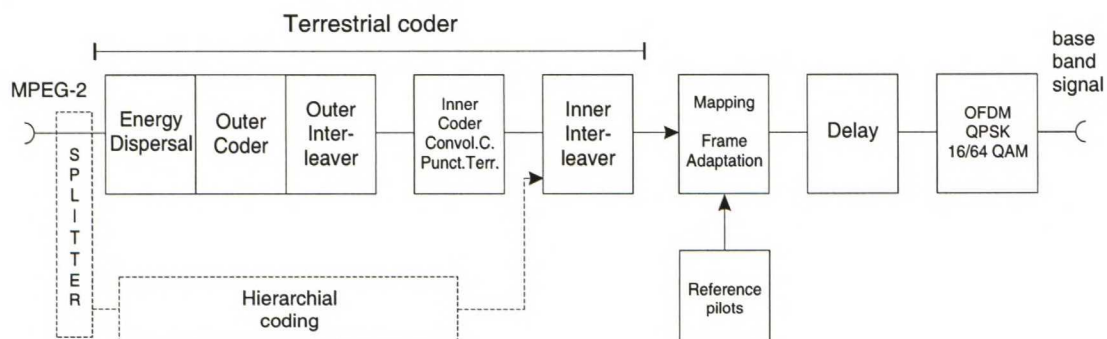 Terrestrial coder
MPEG-2
SPLITTER
Energy
Dispersal
Outer
Coder
Outer
Inter-
leaver
Inner
Coder
Convol.C.
Punct.Terr.
Inner
Inter-
leaver
Mapping
Frame
Adaptation
Delay
OFDM
QPSK
16/64 QAM
base
band
signal
Hierarchial
coding
Reference
pilots